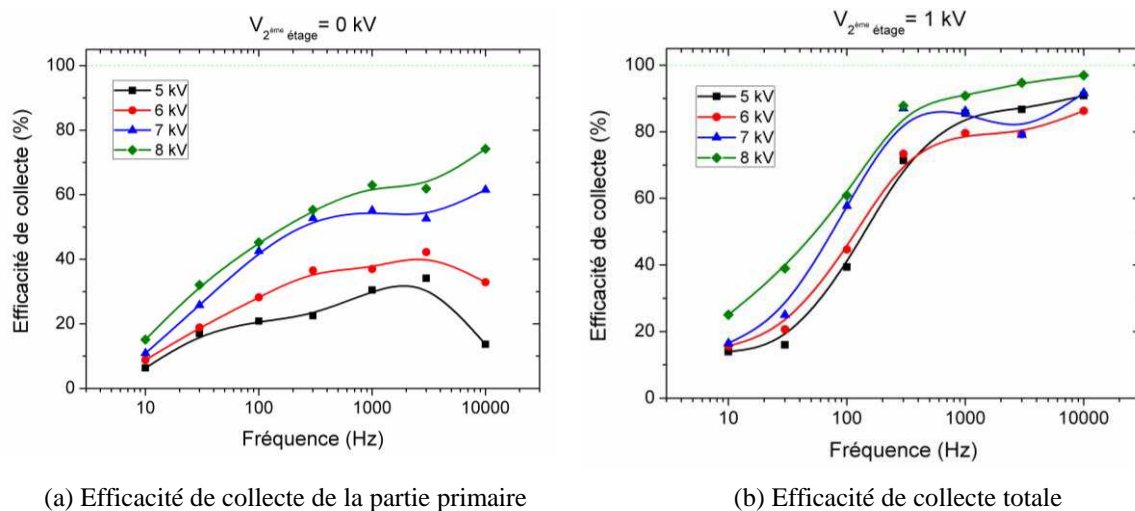 V2ème étage= 0 kV
Efficacité de collecte (%)
100
80
60
40
20
0
5 kV
6 kV
7 kV
8 kV
10
100
1000
10000
Fréquence (Hz)
(a) Efficacité de collecte de la partie primaire
V2ème étage= 1 kV
Efficacité de collecte (%)
100
80
60
40
20
0
5 kV
6 kV
7 kV
8 kV
10
100
1000
10000
Fréquence (Hz)
(b) Efficacité de collecte totale